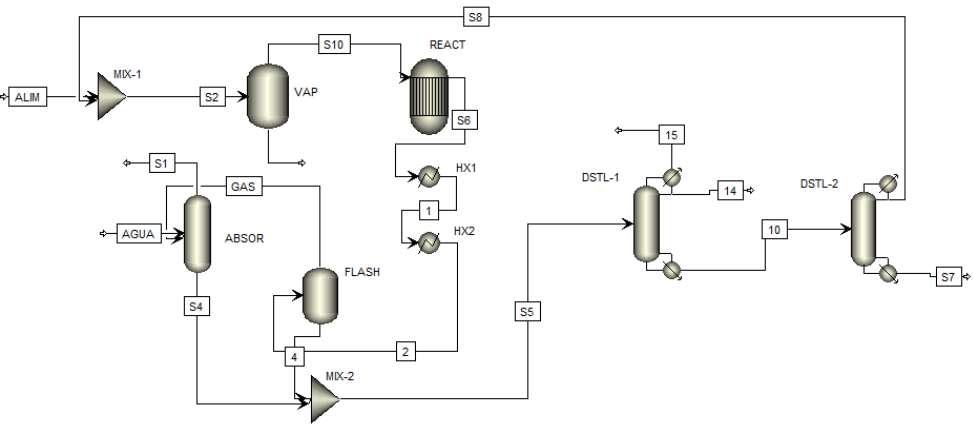 S8
S10
REACT
MIX-1
ALIM
S2
VAP
S6
15
S1
HX1
DSTL-1
14
DSTL-2
GAS
1
AGUA
ABSOR
HX2
10
FLASH
S7
S4
S5
4
2
MIX-2